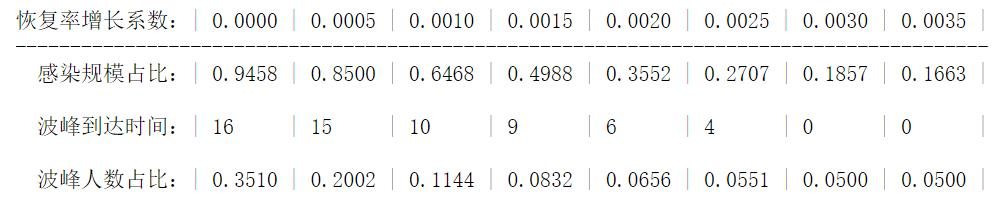 恢复率增长系数: | 0.0000 | 0.0005 | 0.0010 | 0.0015 | 0.0020 | 0.0025 | 0.0030 | 0.0035 |
感染规模占比: | 0.9458 | 0.8500 | 0.6468 | 0.4988 | 0.3552 | 0.2707 | 0.1857 | 0.1663 |
波峰到达时间: | 16 | 15 | 10 | 9 | 6 | 4 | 0 | 0 |
波峰人数占比: | 0.3510 | 0.2002 | 0.1144 | 0.0832 | 0.0656 | 0.0551 | 0.0500 | 0.0500 |